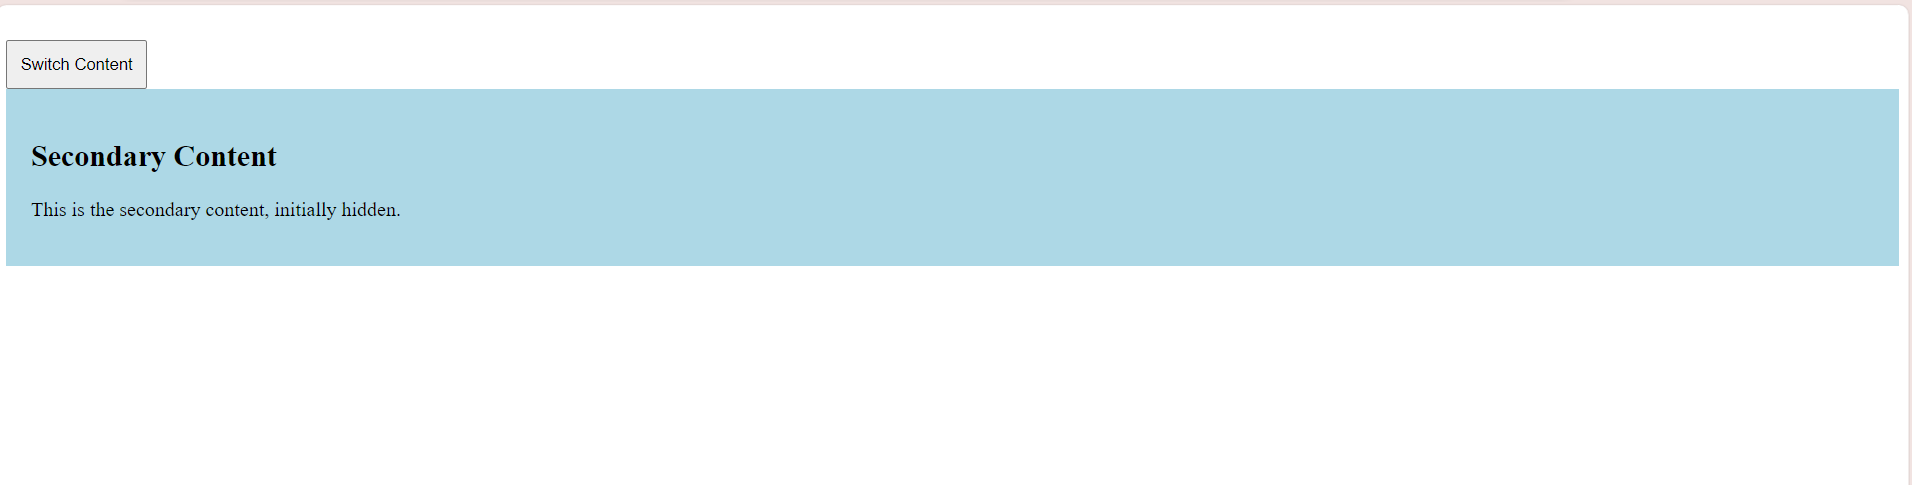 Switch Content
Secondary Content
This is the secondary content, initially hidden.